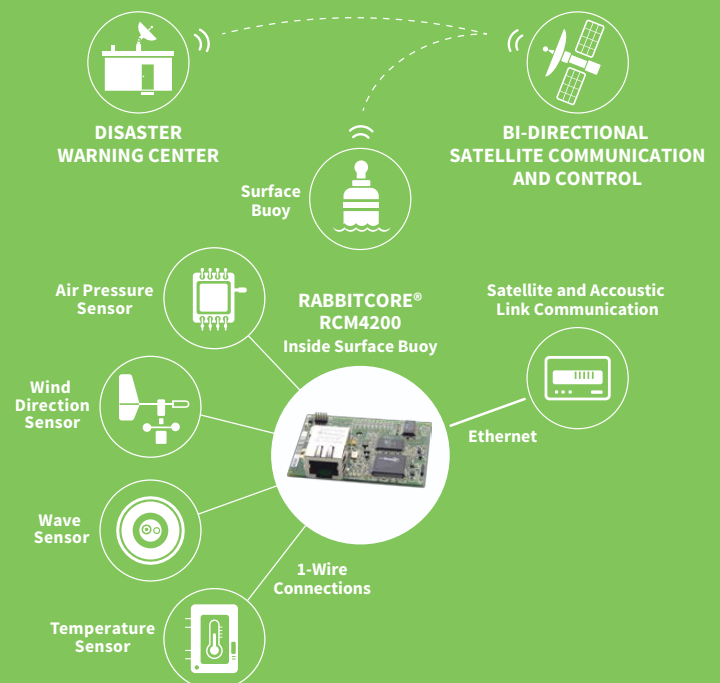 DISASTER
WARNING CENTER
BI-DIRECTIONAL
SATELLITE COMMUNICATION
AND CONTROL
Surface
Buoy
Air Pressure
Sensor
RABBITCORE®
RCM4200
Inside Surface Buoy
Satellite and Accoustic
Link Communication
Wind
Direction
Sensor
Ethernet
Wave
Sensor
1-Wire
Connections
Temperature
Sensor